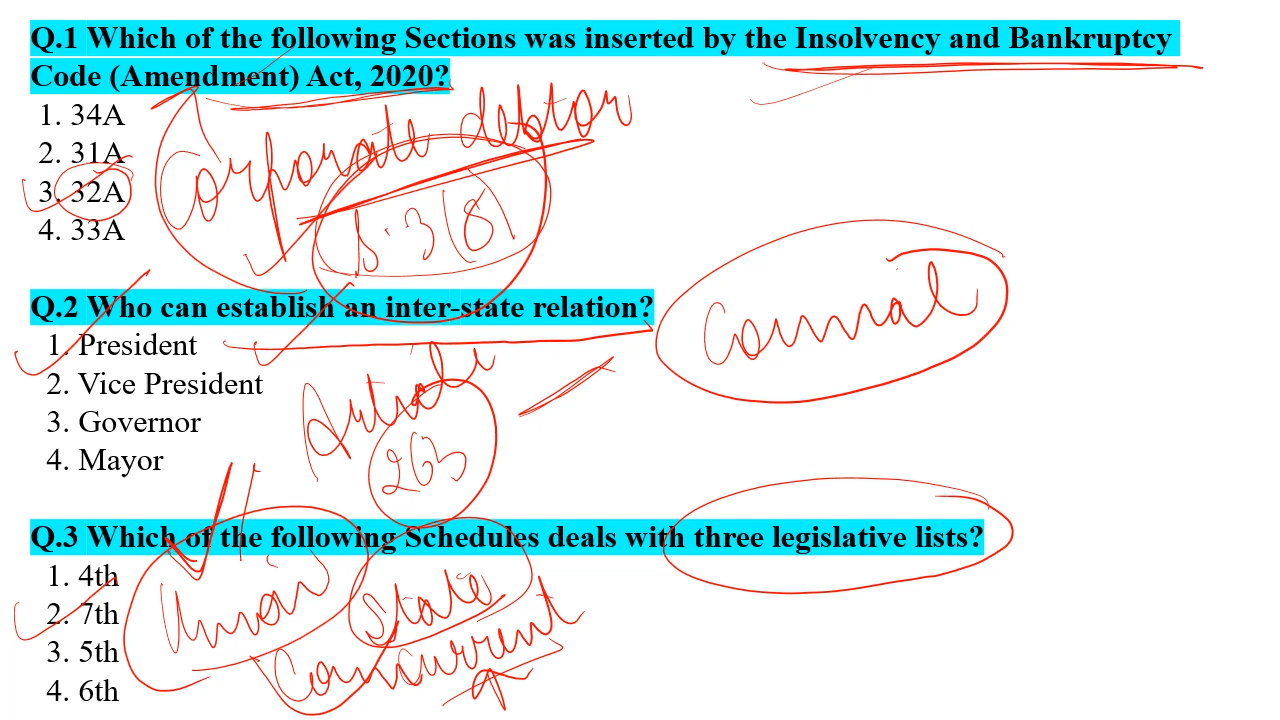 Q.1 Which of the following Sections was inserted by the Insolvency and Bankruptcy
Code (Amendment) Act, 2020?
1. 34A
2. 31A
3. 32A
4. 33A
Corporate debtor
S.3(8)
Q.2 Who can establish an inter-state relation?
1. President
2. Vice President
3. Governor
4. Mayor
263
Q.3 Which of the following Schedules deals with three legislative lists?
1. 4th
2. 7th
3. 5th
4. 6th
State
Concurrent